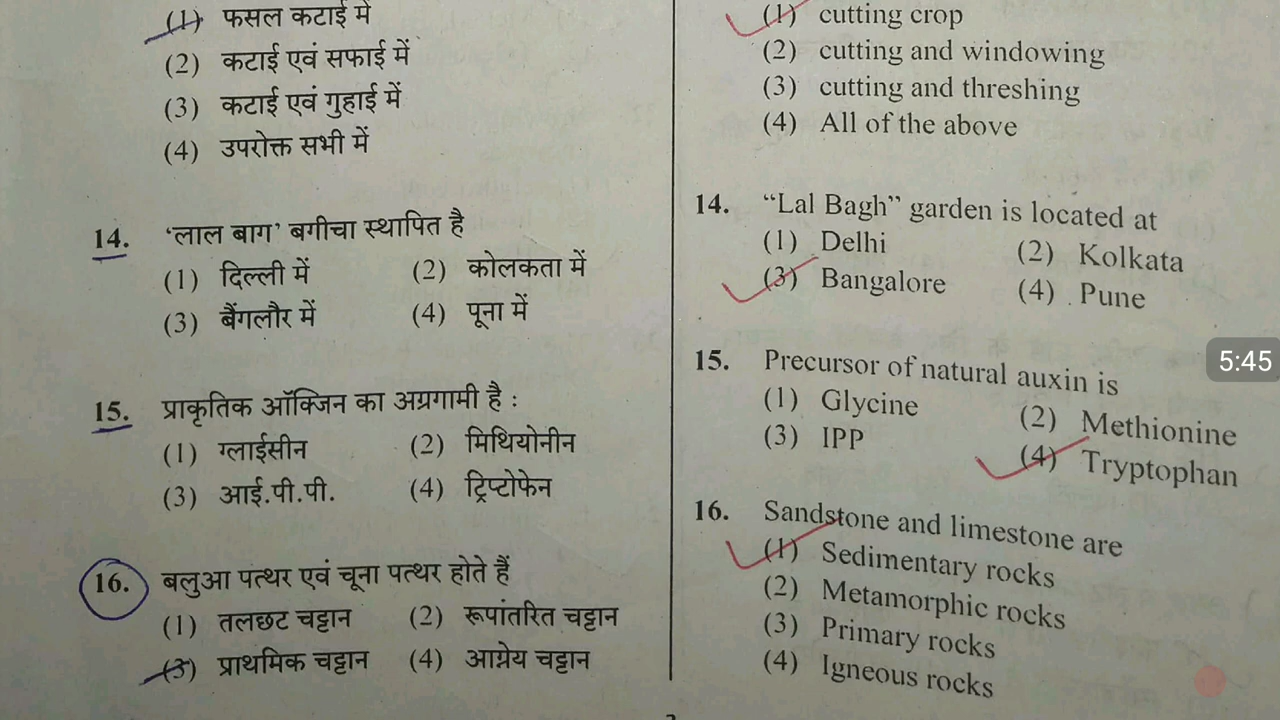 (1) फसल कटाई में
(2) कटाई एवं सफाई में
(3) कटाई एवं गुहाई में
(4) उपरोक्त सभी में
14. ‘लाल बाग’ बगीचा स्थापित है
(1) दिल्ली में (2) कोलकता में
(3) बैंगलौर में (4) पूना में
15. प्राकृतिक ऑक्जिन का अग्रगामी है :
(1) ग्लाईसीन (2) मिथियोनीन
(3) आई.पी.पी. (4) ट्रिप्टोफेन
16. बलुआ पत्थर एवं चूना पत्थर होते हैं
(1) तलछट चट्टान (2) रूपांतरित चट्टान
(3) प्राथमिक चट्टान (4) आग्नेय चट्टान
(1) cutting crop
(2) cutting and windowing
(3) cutting and threshing
(4) All of the above
14. “Lal Bagh” garden is located at
(1) Delhi (2) Kolkata
(3) Bangalore (4) Pune
15. Precursor of natural auxin is
(1) Glycine (2) Methionine
(3) IPP (4) Tryptophan
16. Sandstone and limestone are
(1) Sedimentary rocks
(2) Metamorphic rocks
(3) Primary rocks
(4) Igneous rocks
5:45